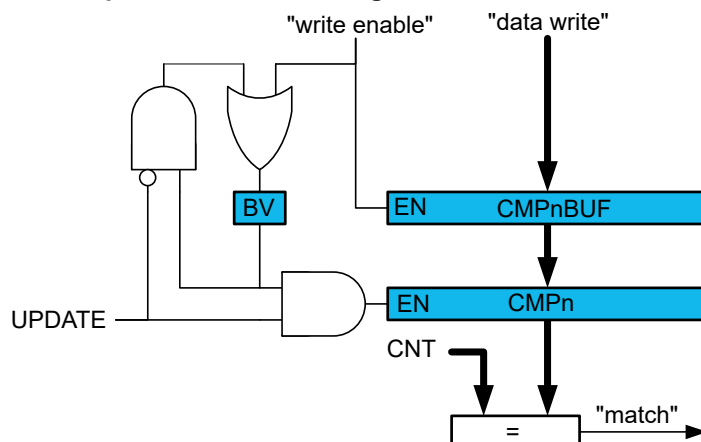 "write enable" "data write"
BV
EN CMPnBUF
EN CMPn
UPDATE
CNT
= "match"